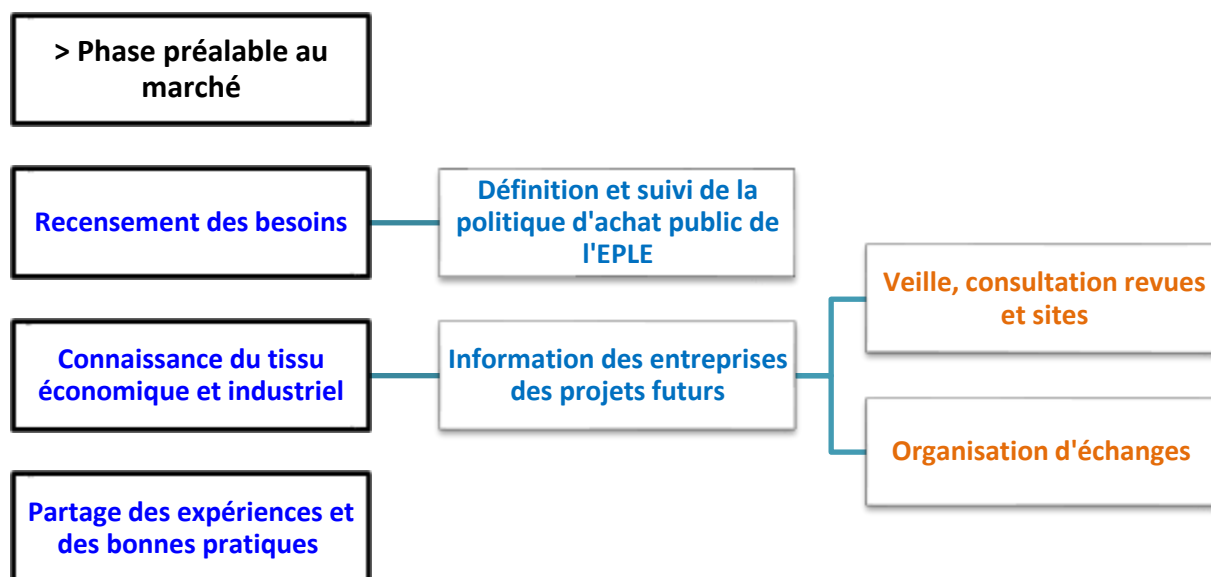 > Phase préalable au
marché
Recensement des besoins
Définition et suivi de la
politique d'achat public de
l'EPLE
Connaissance du tissu
économique et industriel
Information des entreprises
des projets futurs
Veille, consultation revues
et sites
Organisation d'échanges
Partage des expériences et
des bonnes pratiques